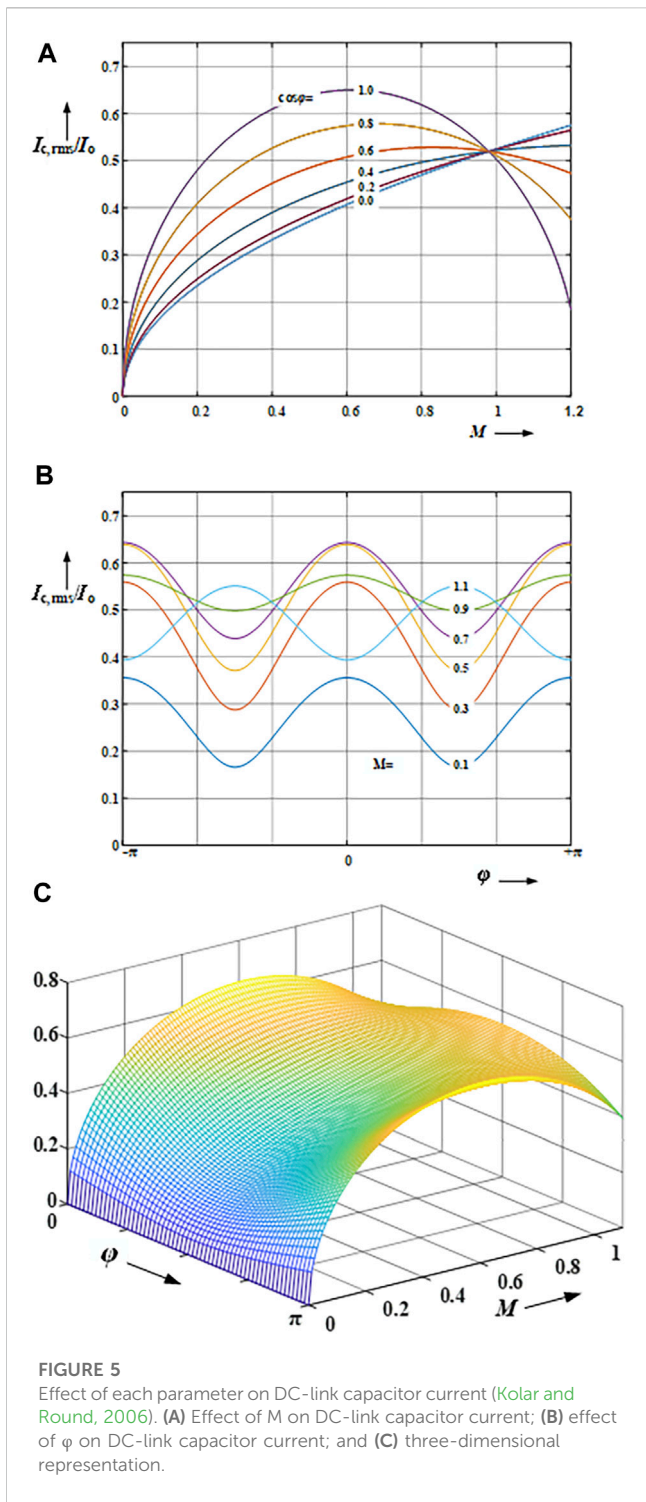 A
0.7
0.6
0.5
0.4
0.3
0.2
0.1
0
I_c,rms/I_o
cosφ=
1.0
0.8
0.6
0.4
0.2
0.0
0
0.2
0.4
0.6
0.8
1
1.2
M
B
0.7
0.6
0.5
0.4
0.3
0.2
0.1
0
I_c,rms/I_o
1.1
0.9
0.7
0.5
0.3
M=
0.1
-π
0
+π
φ
C
0.8
0.6
0.4
0.2
0
0
φ
π
0
0.2
0.4
0.6
0.8
1
M
FIGURE 5
Effect of each parameter on DC-link capacitor current (Kolar and
Round, 2006). (A) Effect of M on DC-link capacitor current; (B) effect
of φ on DC-link capacitor current; and (C) three-dimensional
representation.